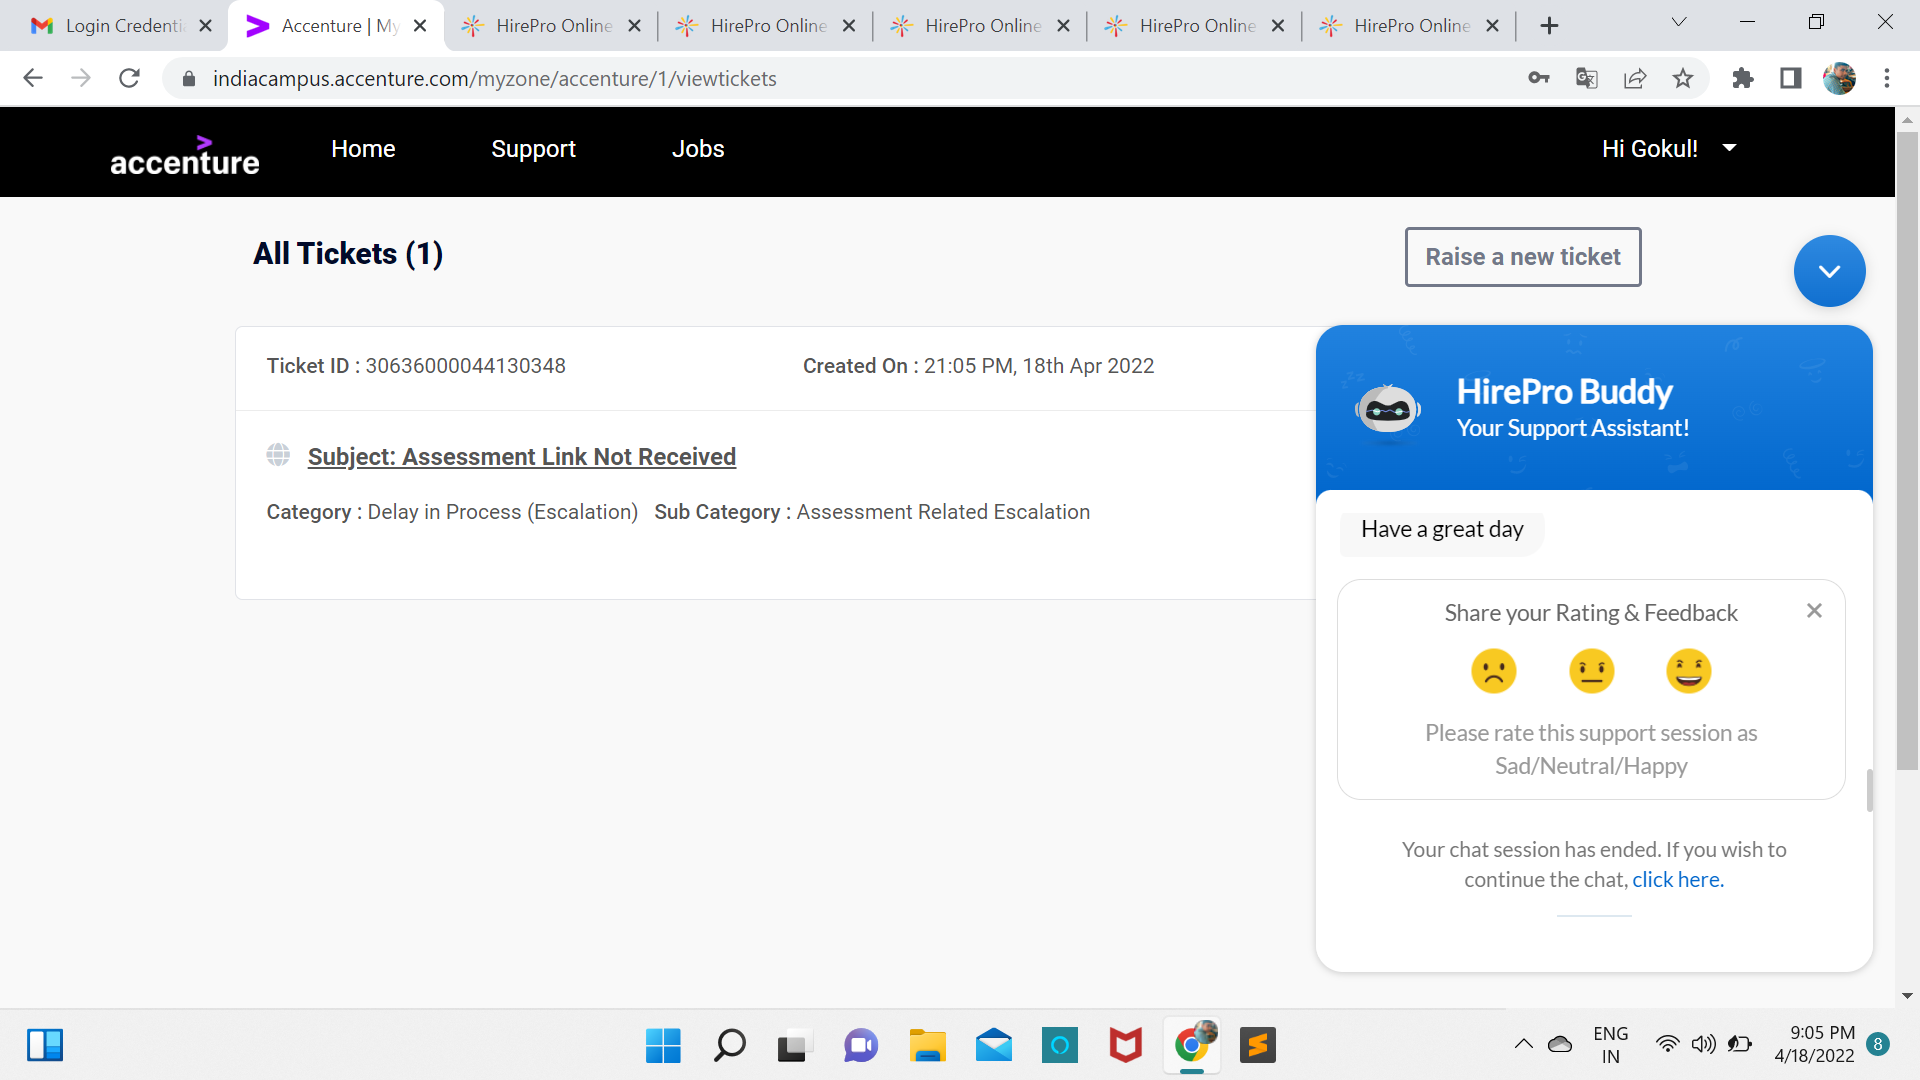 Login Credenti
Accenture | My
HirePro Online
HirePro Online
HirePro Online
HirePro Online
HirePro Online
indiacampus.accenture.com/myzone/accenture/1/viewtickets
accenture
Home
Support
Jobs
Hi Gokul!
All Tickets (1)
Raise a new ticket
Ticket ID : 30636000044130348
Created On : 21:05 PM, 18th Apr 2022
Subject: Assessment Link Not Received
Category : Delay in Process (Escalation) Sub Category : Assessment Related Escalation
HirePro Buddy
Your Support Assistant!
Have a great day
Share your Rating & Feedback
Please rate this support session as
Sad/Neutral/Happy
Your chat session has ended. If you wish to
continue the chat, click here.
ENG
IN
9:05 PM
4/18/2022
8